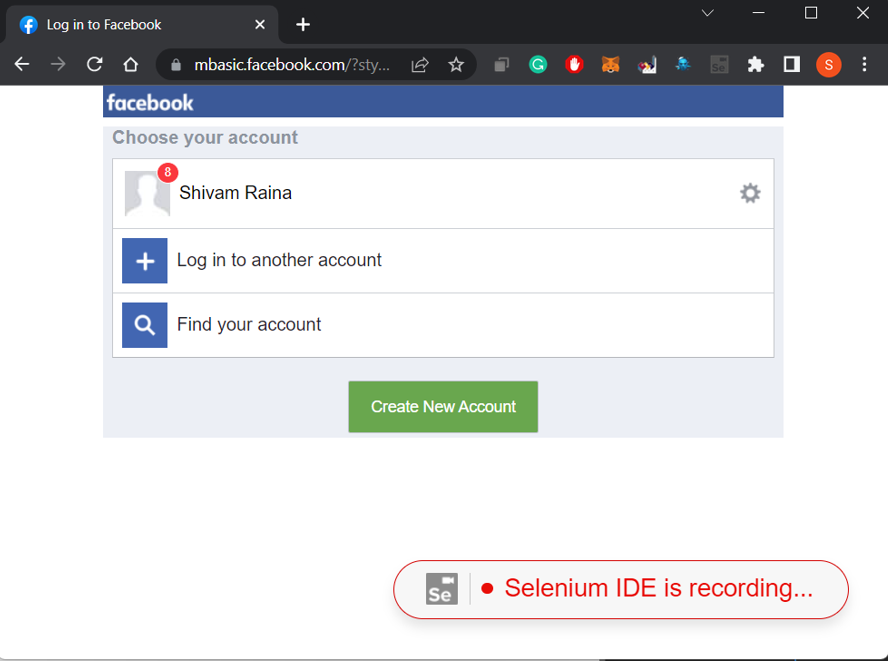 Log in to Facebook
mbasic.facebook.com/?sty...
G
Se
S
facebook
Choose your account
8
Shivam Raina
Log in to another account
Find your account
Create New Account
Se Selenium IDE is recording...